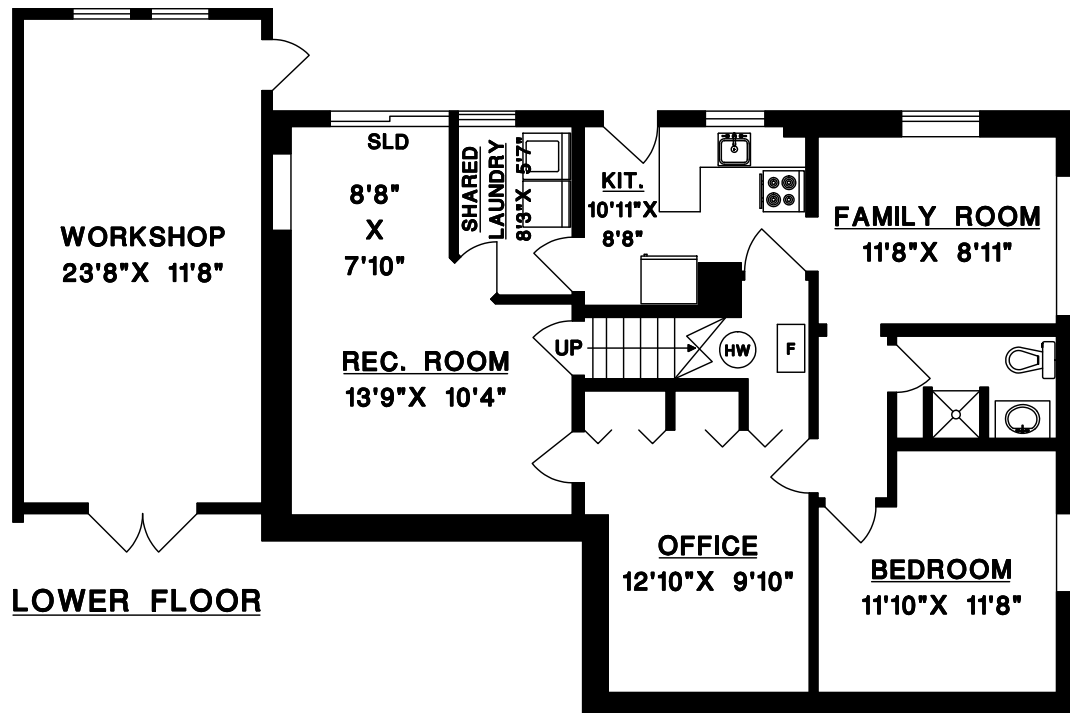 SLD
8'8"
X
7'10"
SHARED
LAUNDRY
8'3"X 5'7"
KIT.
10'11"X
8'8"
WORKSHOP
23'8"X 11'8"
FAMILY ROOM
11'8"X 8'11"
REC. ROOM
13'9"X 10'4"
UP
HW
F
OFFICE
12'10"X 9'10"
BEDROOM
11'10"X 11'8"
LOWER FLOOR